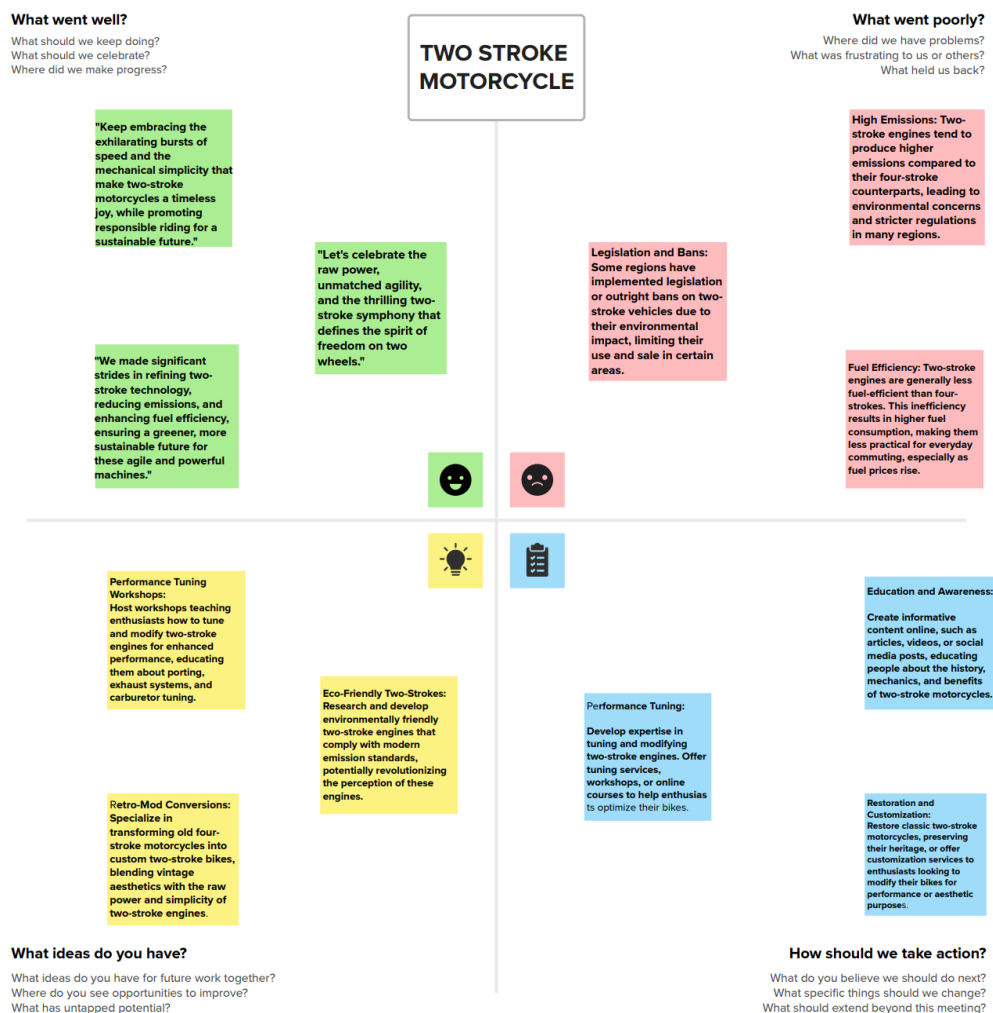 What went well?
What should we keep doing?
What should we celebrate?
Where did we make progress?
TWO STROKE
MOTORCYCLE
What went poorly?
Where did we have problems?
What was frustrating to us or others?
What held us back?
"Keep embracing the
exhilarating bursts of
speed and the
mechanical simplicity that
make two-stroke
motorcycles a timeless
joy, while promoting
responsible riding for a
sustainable future."
"Let's celebrate the
raw power,
unmatched agility,
and the thrilling two-
stroke symphony that
defines the spirit of
freedom on two
wheels."
"We made significant
strides in refining two-
stroke technology,
reducing emissions, and
enhancing fuel efficiency,
ensuring a greener, more
sustainable future for
these agile and powerful
machines."
High Emissions: Two-
stroke engines tend to
produce higher
emissions compared to
their four-stroke
counterparts, leading to
environmental concerns
and stricter regulations
in many regions.
Legislation and Bans:
Some regions have
implemented legislation
or outright bans on two-
stroke vehicles due to
their environmental
impact, limiting their
use and sale in certain
areas.
Fuel Efficiency: Two-stroke
engines are generally less
fuel-efficient than four-
strokes. This inefficiency
results in higher fuel
consumption, making them
less practical for everyday
commuting, especially as
fuel prices rise.
Performance Tuning
Workshops:
Host workshops teaching
enthusiasts how to tune
and modify two-stroke
engines for enhanced
performance, educating
them about porting,
exhaust systems, and
carburetor tuning.
Eco-Friendly Two-Strokes:
Research and develop
environmentally friendly
two-stroke engines that
comply with modern
emission standards,
potentially revolutionizing
the perception of these
engines.
Retro-Mod Conversions:
Specialize in
transforming old four-
stroke motorcycles into
custom two-stroke bikes,
blending vintage
aesthetics with the raw
power and simplicity of
two-stroke engines.
Education and Awareness:
Create informative
content online, such as
articles, videos, or social
media posts, educating
people about the history,
mechanics, and benefits
of two-stroke motorcycles.
Performance Tuning:
Develop expertise in
tuning and modifying
two-stroke engines. Offer
tuning services,
workshops, or online
courses to help enthusias
ts optimize their bikes.
Restoration and
Customization:
Restore classic two-stroke
motorcycles, preserving
their heritage, or offer
customization services to
enthusiasts looking to
modify their bikes for
performance or aesthetic
purposes.
What ideas do you have?
What ideas do you have for future work together?
Where do you see opportunities to improve?
What has untapped potential?
How should we take action?
What do you believe we should do next?
What specific things should we change?
What should extend beyond this meeting?